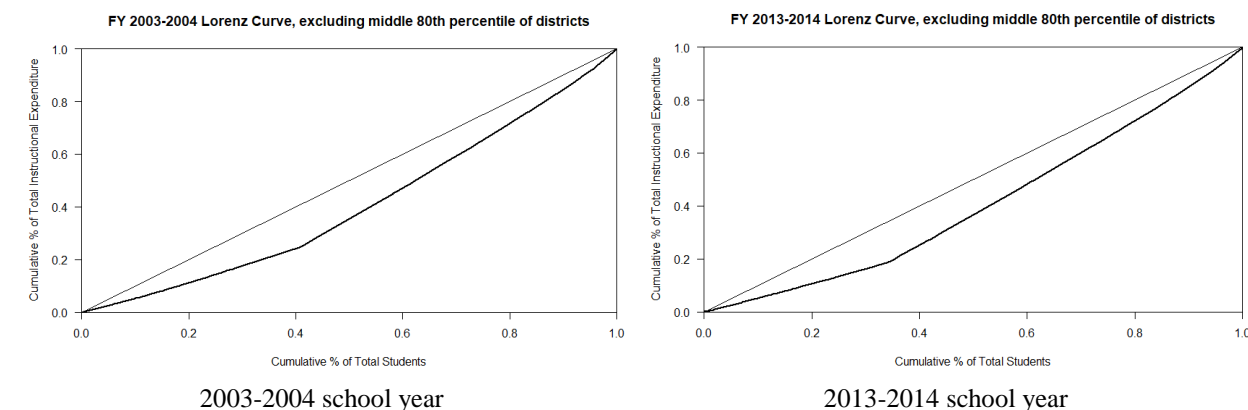 FY 2003-2004 Lorenz Curve, excluding middle 80th percentile of districts
Cumulative % of Total Instructional Expenditure
1.0
0.8
0.6
0.4
0.2
0.0
0.0 0.2 0.4 0.6 0.8 1.0
Cumulative % of Total Students
2003-2004 school year
FY 2013-2014 Lorenz Curve, excluding middle 80th percentile of districts
Cumulative % of Total Instructional Expenditure
1.0
0.8
0.6
0.4
0.2
0.0
0.0 0.2 0.4 0.6 0.8 1.0
Cumulative % of Total Students
2013-2014 school year